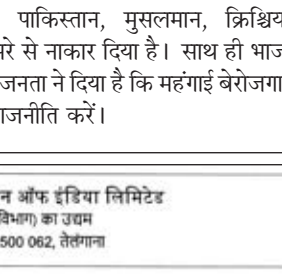 पाकिस्तान, मुसलमान, क्रिश्चिय
रे से नाकार दिया है। साथ ही भाज
जनता ने दिया है कि महंगाई बेरोजगा
ाजनीति करें।
न ऑफ इंडिया लिमिटेड
विभाग) का उद्यम
500 062, तेलंगाना